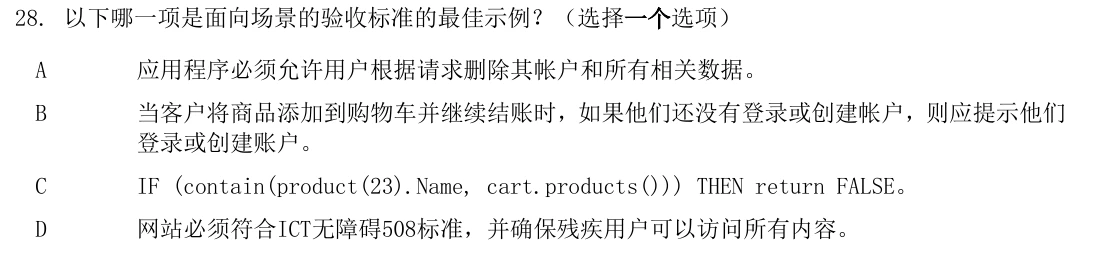 28. 以下哪一项是面向场景的验收标准的最佳示例？（选择一个选项）
A 应用程序必须允许用户根据请求删除其帐户和所有相关数据。
B 当客户将商品添加到购物车并继续结账时，如果他们还没有登录或创建帐户，则应提示他们
登录或创建账户。
C IF (contain(product(23).Name, cart.products())) THEN return FALSE。
D 网站必须符合ICT无障碍508标准，并确保残疾用户可以访问所有内容。